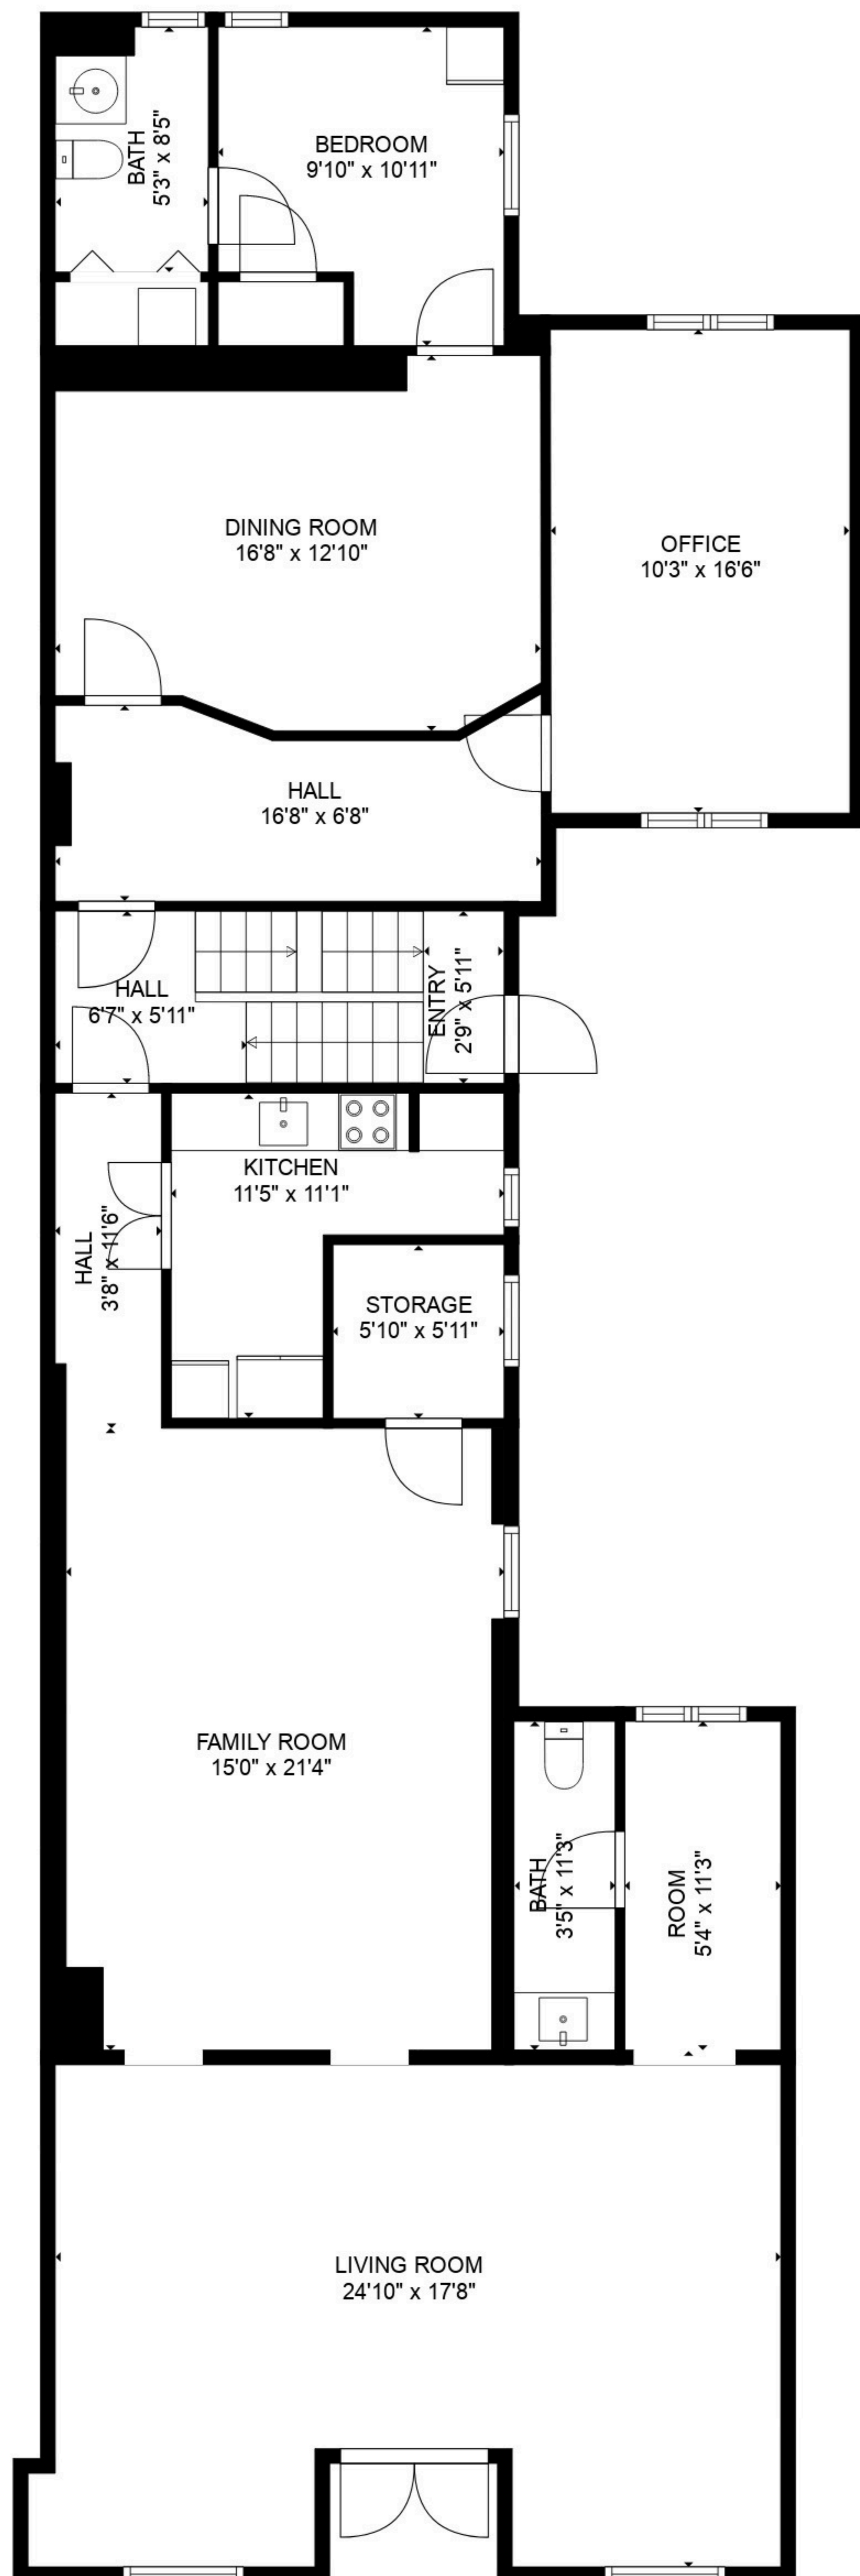 BATH
5'3" x 8'5"
BEDROOM
9'10" x 10'11"
DINING ROOM
16'8" x 12'10"
OFFICE
10'3" x 16'6"
HALL
16'8" x 6'8"
HALL
6'7" x 5'11"
ENTRY
2'9" x 5'11"
KITCHEN
11'5" x 11'1"
HALL
3'8" x 11'6"
STORAGE
5'10" x 5'11"
FAMILY ROOM
15'0" x 21'4"
BATH
3'5" x 11'3"
ROOM
5'4" x 11'3"
LIVING ROOM
24'10" x 17'8"